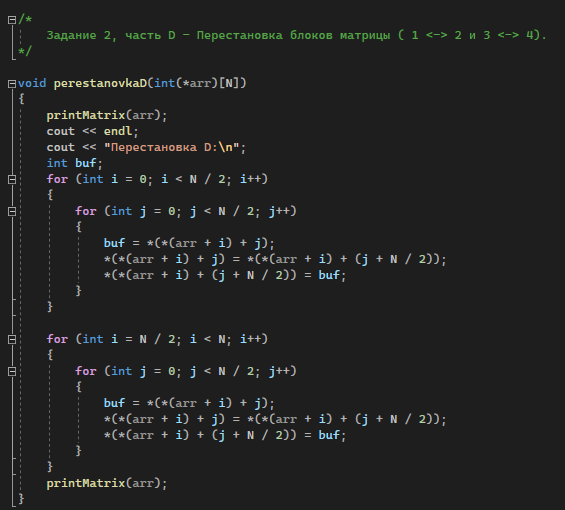 /*
    Задание 2, часть D - Перестановка блоков матрицы ( 1 <-> 2 и 3 <-> 4).
*/
void perestanovkaD(int(*arr)[N])
{
    printMatrix(arr);
    cout << endl;
    cout << "Перестановка D:\n";
    int buf;
    for (int i = 0; i < N / 2; i++)
    {
        for (int j = 0; j < N / 2; j++)
        {
            buf = *(*(arr + i) + j);
            *(*(arr + i) + j) = *(*(arr + i) + (j + N / 2));
            *(*(arr + i) + (j + N / 2)) = buf;
        }
    }
    for (int i = N / 2; i < N; i++)
    {
        for (int j = 0; j < N / 2; j++)
        {
            buf = *(*(arr + i) + j);
            *(*(arr + i) + j) = *(*(arr + i) + (j + N / 2));
            *(*(arr + i) + (j + N / 2)) = buf;
        }
    }
    printMatrix(arr);
}